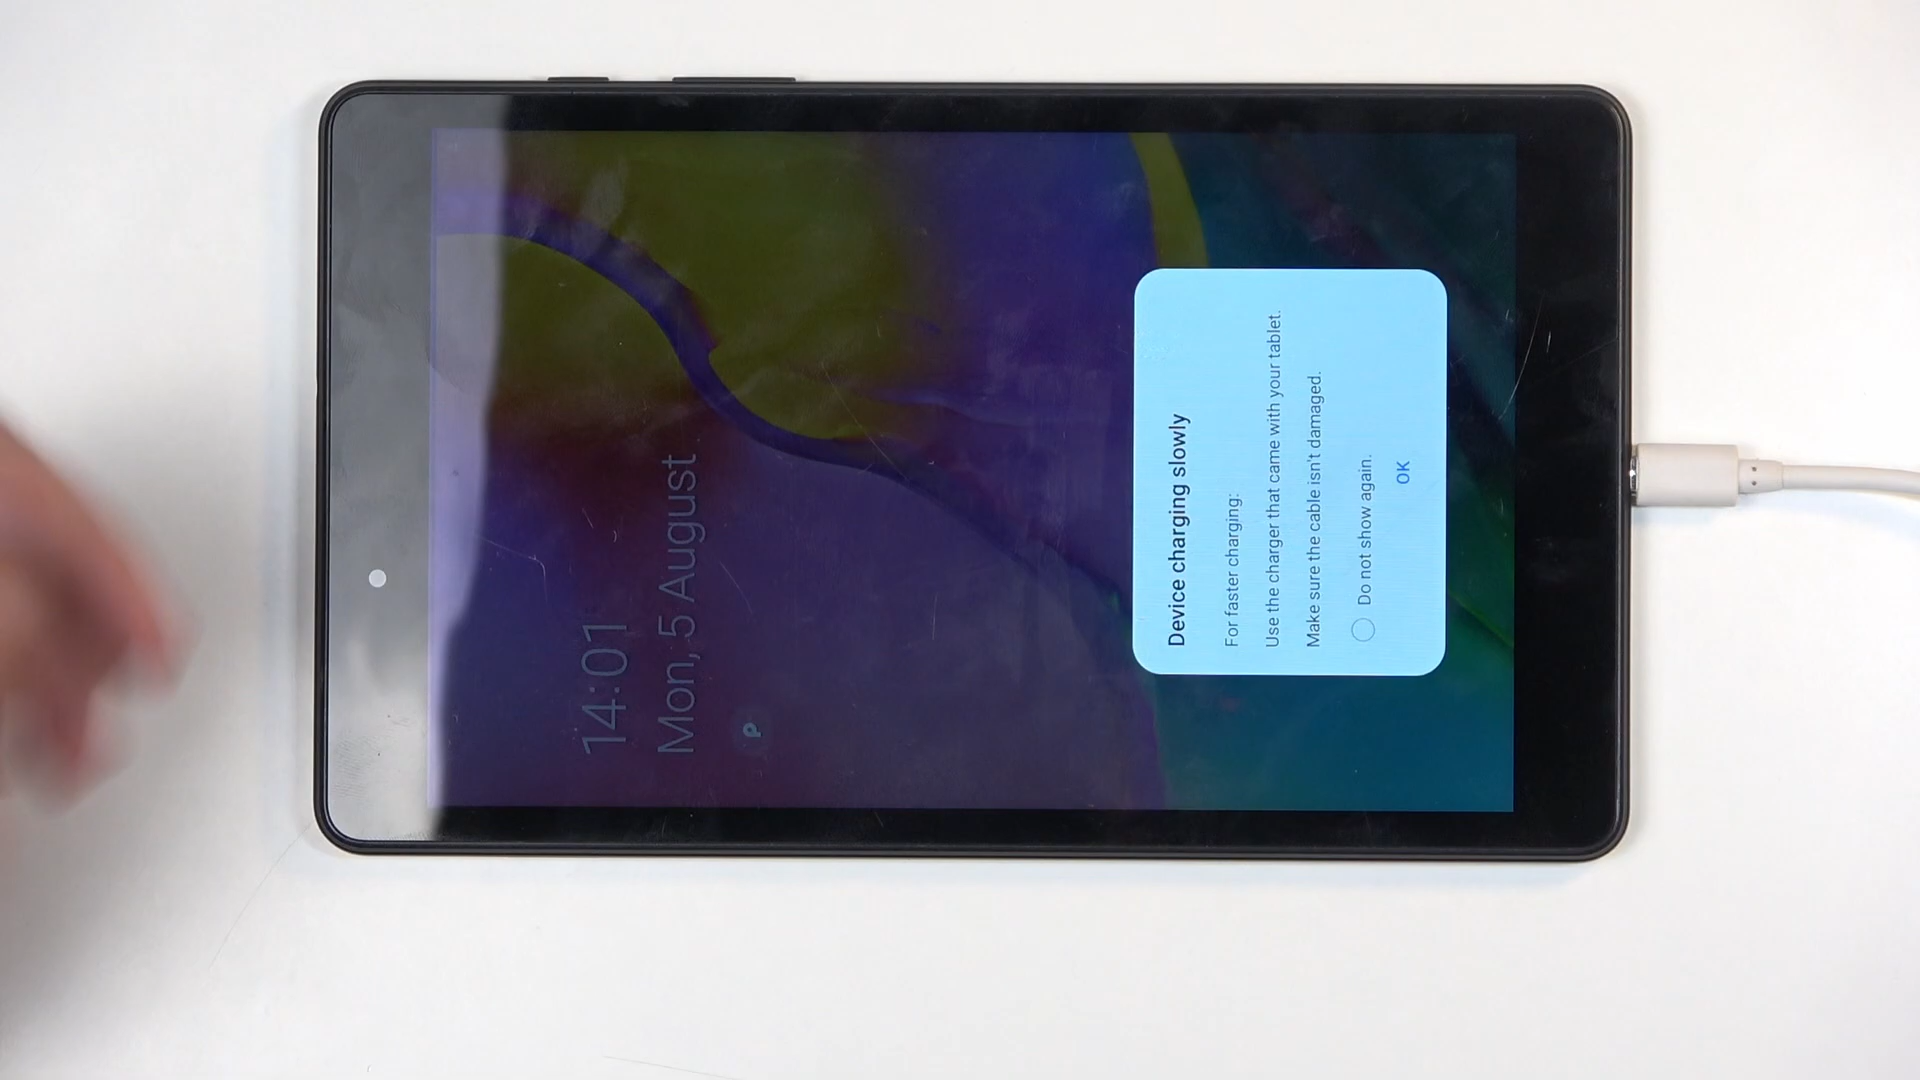 14:01
Mon, 5 August
Device charging slowly
For faster charging:
Use the charger that came with your tablet.
Make sure the cable isn't damaged.
Do not show again.
OK